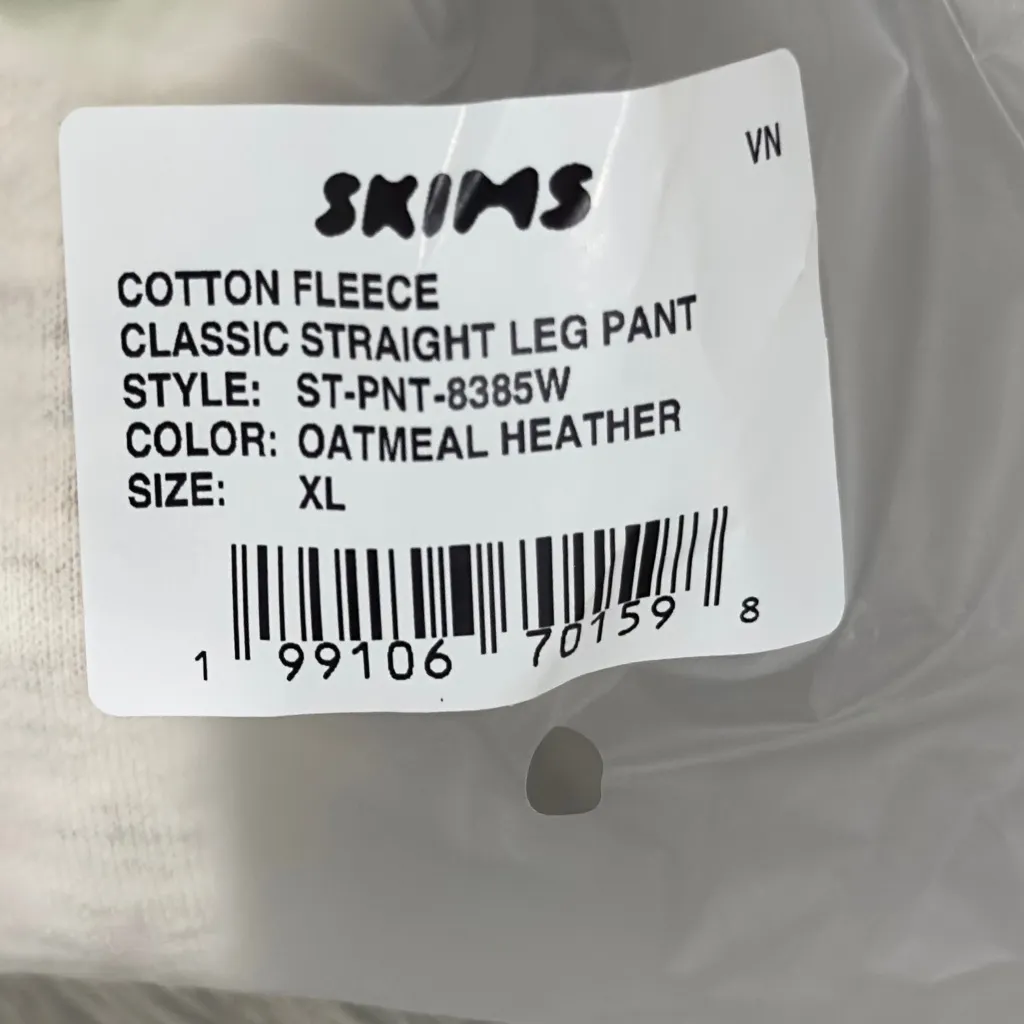 VN
SKIMS
COTTON FLEECE
CLASSIC STRAIGHT LEG PANT
STYLE: ST-PNT-8385W
COLOR: OATMEAL HEATHER
SIZE: XL
1 99106 70159 8